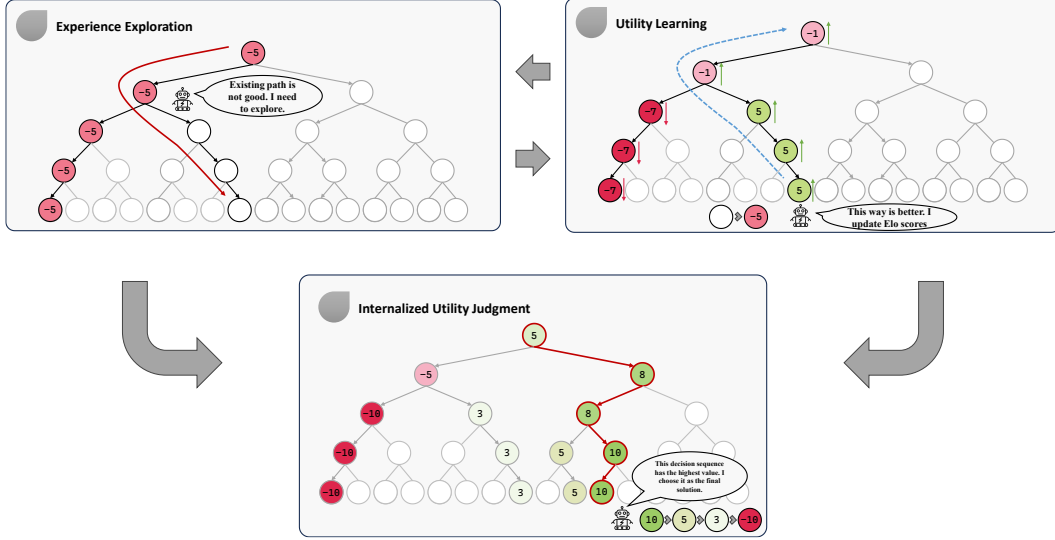 Experience Exploration
-5
-5
Existing path is
not good. I need
to explore.
-5
-5
-5
Utility Learning
-1
-1
-7
5
-7
5
-7
5
-5
This way is better. I
update Elo scores
Internalized Utility Judgment
5
-5
8
-10
3
8
-10
3
5
10
-10
3
5
10
This decision sequence
has the highest value. I
choose it as the final
solution.
10
5
3
-10